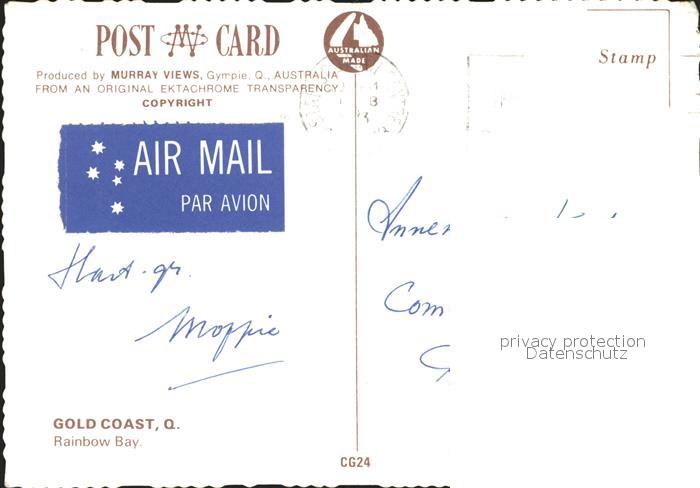 POST CARD
AUSTRALIAN
MADE
Stamp
Produced by MURRAY VIEWS, Gympie, Q., AUSTRALIA
FROM AN ORIGINAL EKTACHROME TRANSPARENCY.
COPYRIGHT
AIR MAIL
PAR AVION
gr.
Moppie
privacy protection
Datenschutz
GOLD COAST, Q.
Rainbow Bay.
CG24